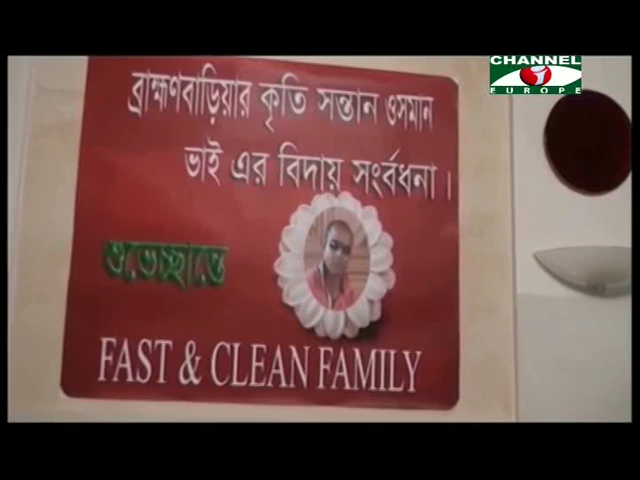 CHANNEL
i
EUROPE
ব্রাহ্মণবাড়িয়ার কৃতি সন্তান ওসমান
ভাই এর বিদায় সংর্বধনা।
শুভেচ্ছান্তে
FAST & CLEAN FAMILY